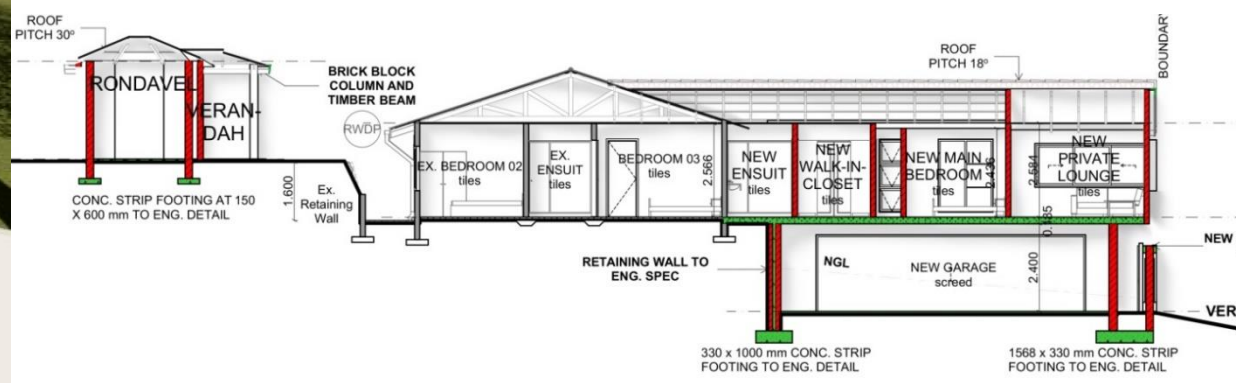 ROOF
PITCH 30º
RONDAVEL
VERAN-
DAH
BRICK BLOCK
COLUMN AND
TIMBER BEAM
RWDP
CONC. STRIP FOOTING AT 150
X 600 mm TO ENG. DETAIL
1.600
Ex.
Retaining
Wall
EX. BEDROOM 02
tiles
EX.
ENSUIT
tiles
BEDROOM 03
tiles
2.566
NEW
ENSUIT
tiles
NEW
WALK-IN-
CLOSET
tiles
NEW MAIN
BEDROOM
tiles
2.584
NEW
PRIVATE
LOUNGE
tiles
ROOF
PITCH 18º
BOUNDAR
RETAINING WALL TO
ENG. SPEC
NGL
NEW GARAGE
screed
2.400
NEW
VER
330 x 1000 mm CONC. STRIP
FOOTING TO ENG. DETAIL
1568 x 330 mm CONC. STRIP
FOOTING TO ENG. DETAIL